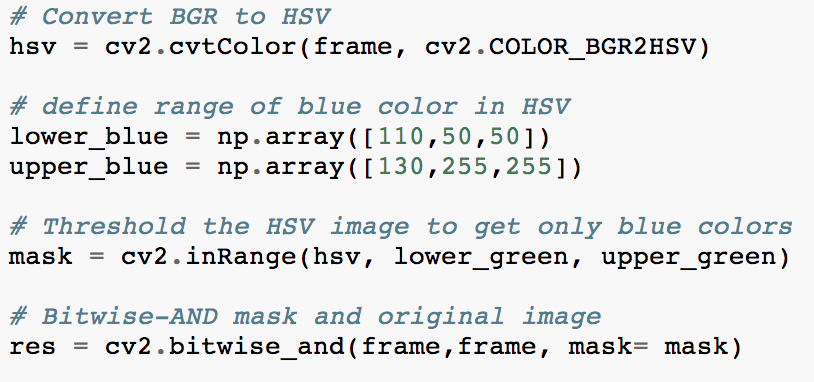 # Convert BGR to HSV
hsv = cv2.cvtColor(frame, cv2.COLOR_BGR2HSV)
# define range of blue color in HSV
lower_blue = np.array([110,50,50])
upper_blue = np.array([130,255,255])
# Threshold the HSV image to get only blue colors
mask = cv2.inRange(hsv, lower_green, upper_green)
# Bitwise-AND mask and original image
res = cv2.bitwise_and(frame,frame, mask= mask)